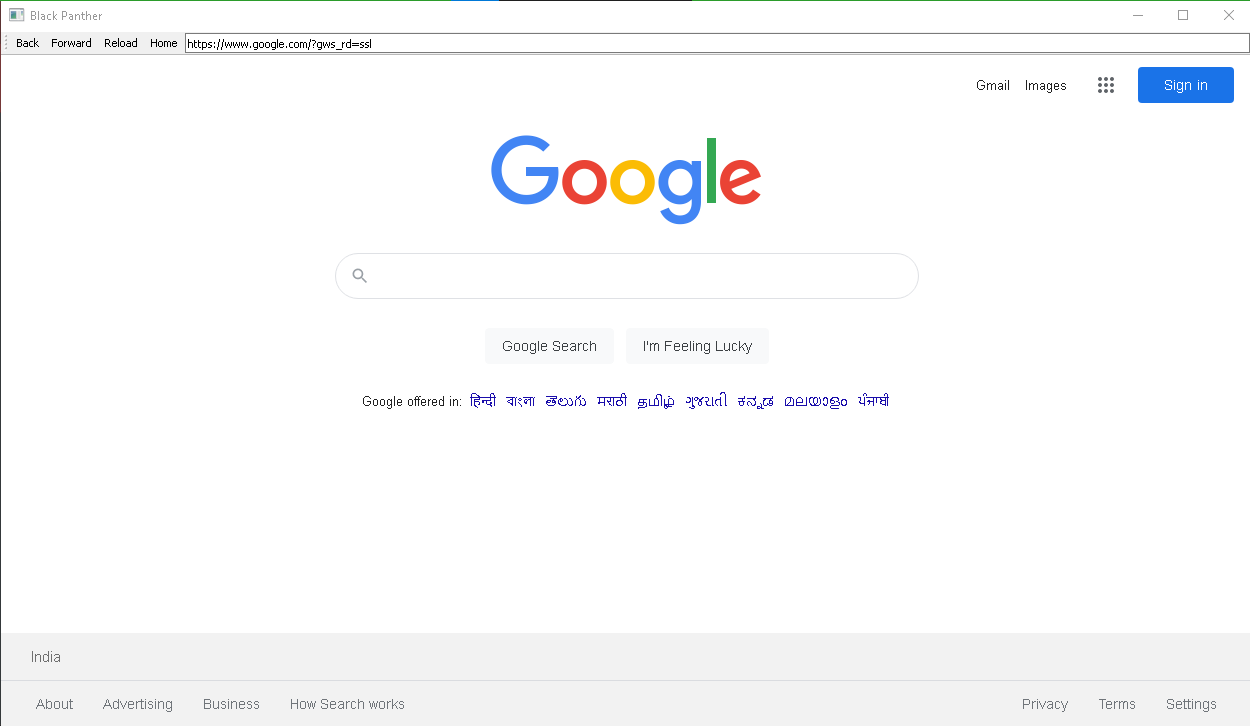 Black Panther
Back Forward Reload Home https://www.google.com/?gws_rd=ssl
Gmail Images Sign in
Google
Google Search I'm Feeling Lucky
Google offered in: हिन्दी বাংলা తెలుగు मराठी தமிழ் ગુજરાતી ಕನ್ನಡ മലയാളം ਪੰਜਾਬੀ
India
About Advertising Business How Search works Privacy Terms Settings